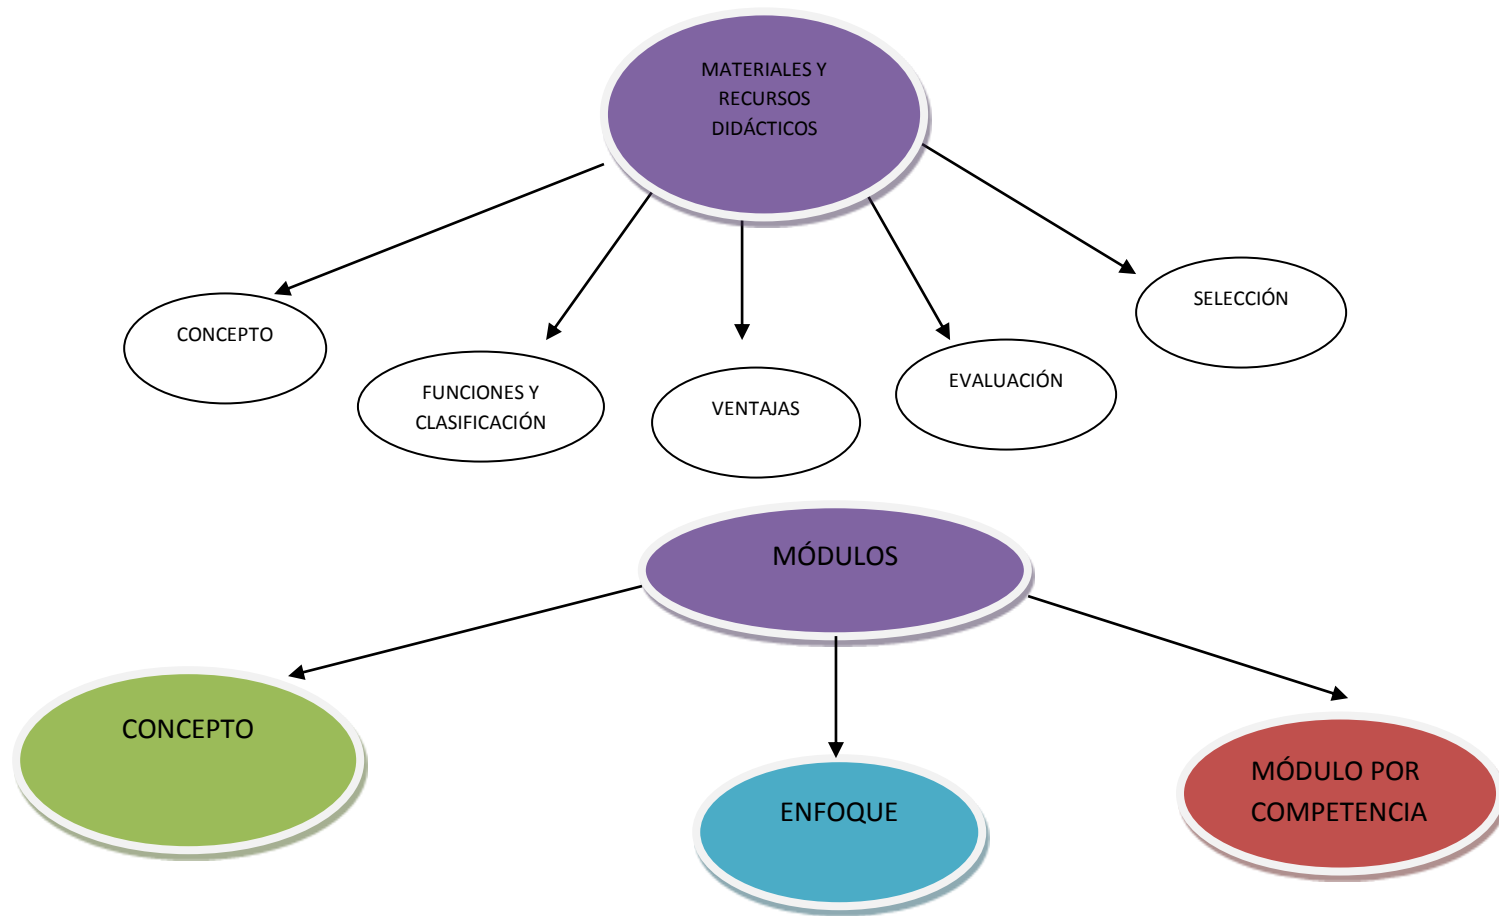 MATERIALES Y
RECURSOS
DIDÁCTICOS
CONCEPTO
FUNCIONES Y
CLASIFICACIÓN
VENTAJAS
EVALUACIÓN
SELECCIÓN
MÓDULOS
CONCEPTO
ENFOQUE
MÓDULO POR
COMPETENCIA